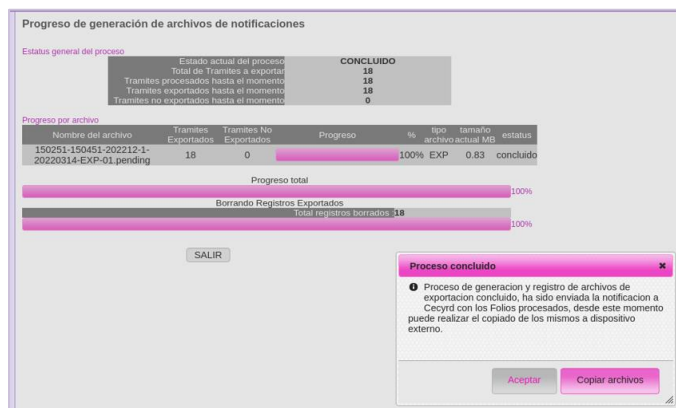 Progreso de generación de archivos de notificaciones
Estatus general del proceso
Estado actual del proceso CONCLUIDO
Total de Tramites a exportar 18
Tramites procesados hasta el momento 18
Tramites exportados hasta el momento 18
Tramites no exportados hasta el momento 0
Progreso por archivo
Nombre del archivo Tramites Exportados Tramites No Exportados Progreso % tipo archivo tamaño actual MB estatus
150251-150451-202212-1-
20220314-EXP-01.pending 18 0 100% EXP 0.83 concluido
Progreso total
100%
Borrando Registros Exportados
Total registros borrados 18
100%
SALIR
Proceso concluido
Proceso de generacion y registro de archivos de
exportacion concluido, ha sido enviada la notificacion a
Cecyrd con los Folios procesados, desde este momento
puede realizar el copiado de los mismos a dispositivo
externo.
Aceptar Copiar archivos